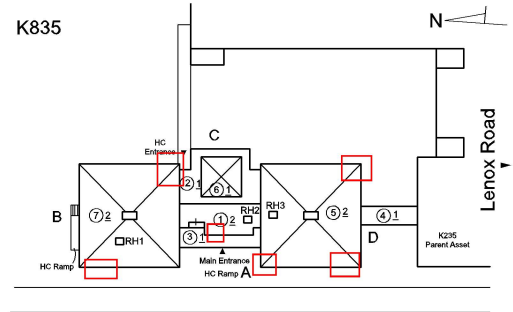 K835
N
HC
Entrance
C
Lenox Road
② 1
⑥ 1
B
⑦ 2
① 2
RH2
RH3
⑤ 2
④ 1
RH1
③ 1
D
K235
Parent Asset
HC Ramp
Main Entrance
HC Ramp
A